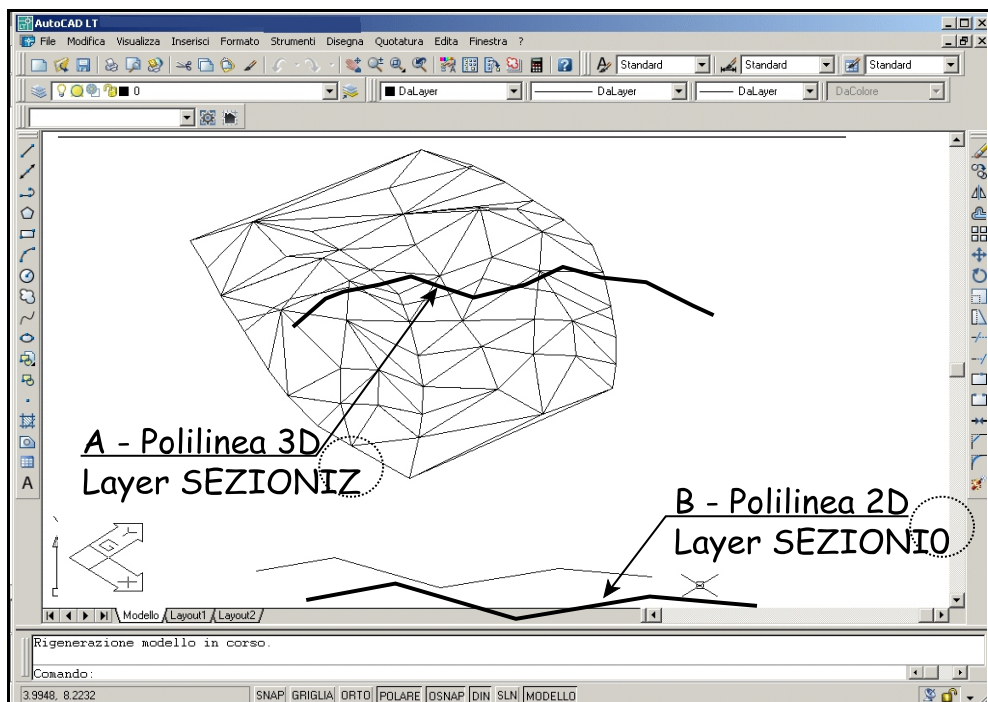 AutoCAD LT
File Modifica Visualizza Inserisci Formato Strumenti Disegna Quotatura Edita Finestra ?
Standard Standard Standard
0 DaLayer DaLayer DaLayer DaColore
A - Polilinea 3D
Layer SEZIONIZ
B - Polilinea 2D
Layer SEZIONI0
Modello Layout1 Layout2
Rigenerazione modello in corso.
Comando:
3.9948, 8.2232 SNAP GRIGLIA ORTO POLARE OSNAP DIN SLN MODELLO